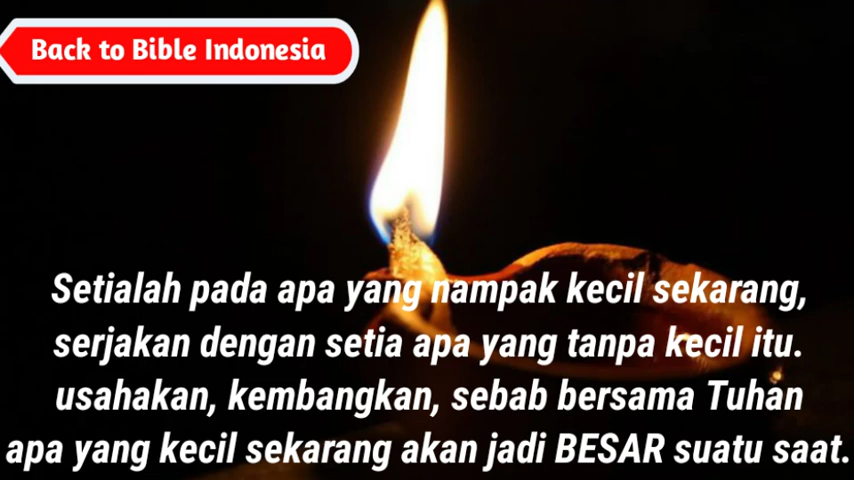 Back to Bible Indonesia
Setialah pada apa yang nampak kecil sekarang,
serjakan dengan setia apa yang tanpa kecil itu.
usahakan, kembangkan, sebab bersama Tuhan
apa yang kecil sekarang akan jadi BESAR suatu saat.